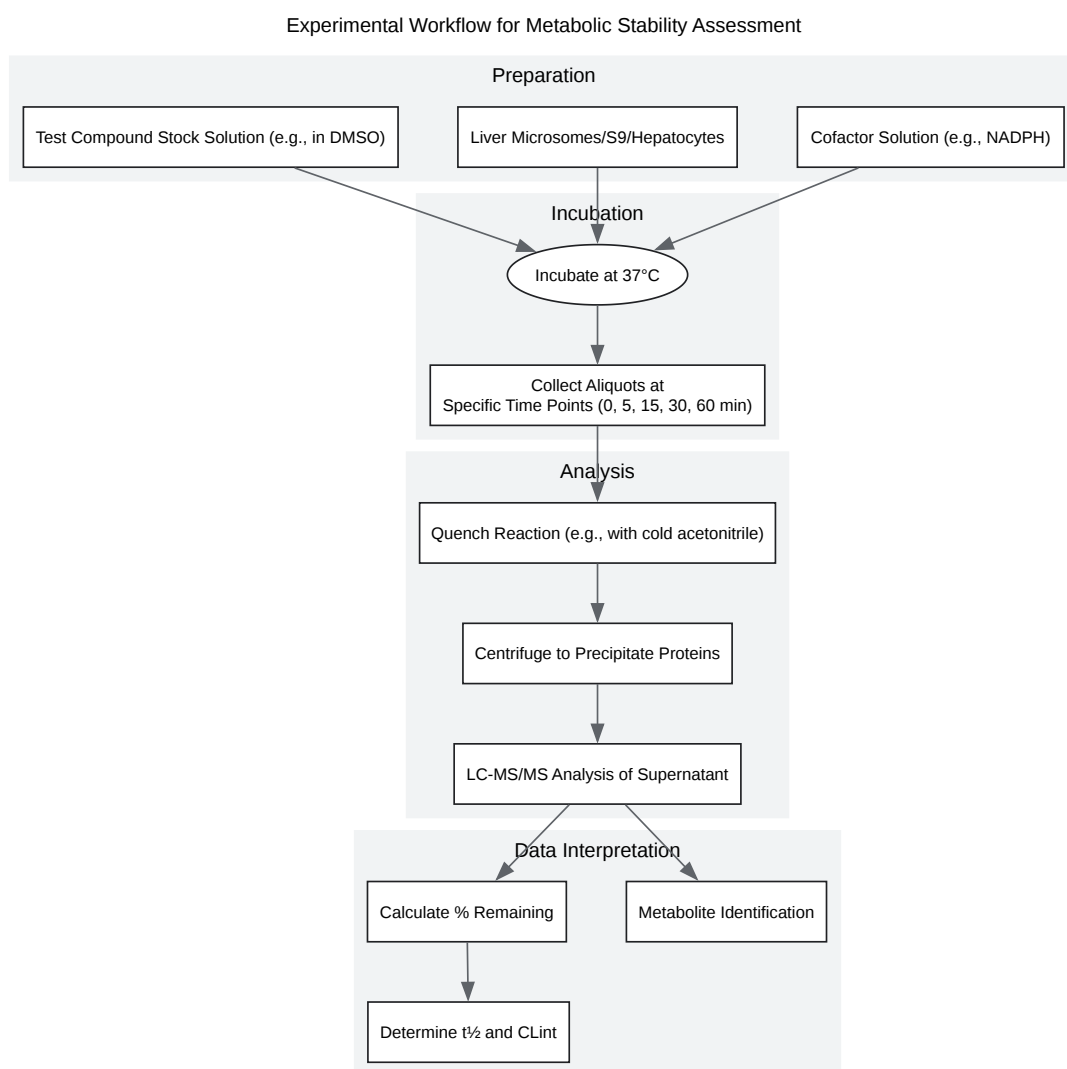 Experimental Workflow for Metabolic Stability Assessment
Preparation
Test Compound Stock Solution (e.g., in DMSO)
Liver Microsomes/S9/Hepatocytes
Cofactor Solution (e.g., NADPH)
Incubation
Incubate at 37°C
Collect Aliquots at
Specific Time Points (0, 5, 15, 30, 60 min)
Analysis
Quench Reaction (e.g., with cold acetonitrile)
Centrifuge to Precipitate Proteins
LC-MS/MS Analysis of Supernatant
Data Interpretation
Calculate % Remaining
Metabolite Identification
Determine t½ and CLint